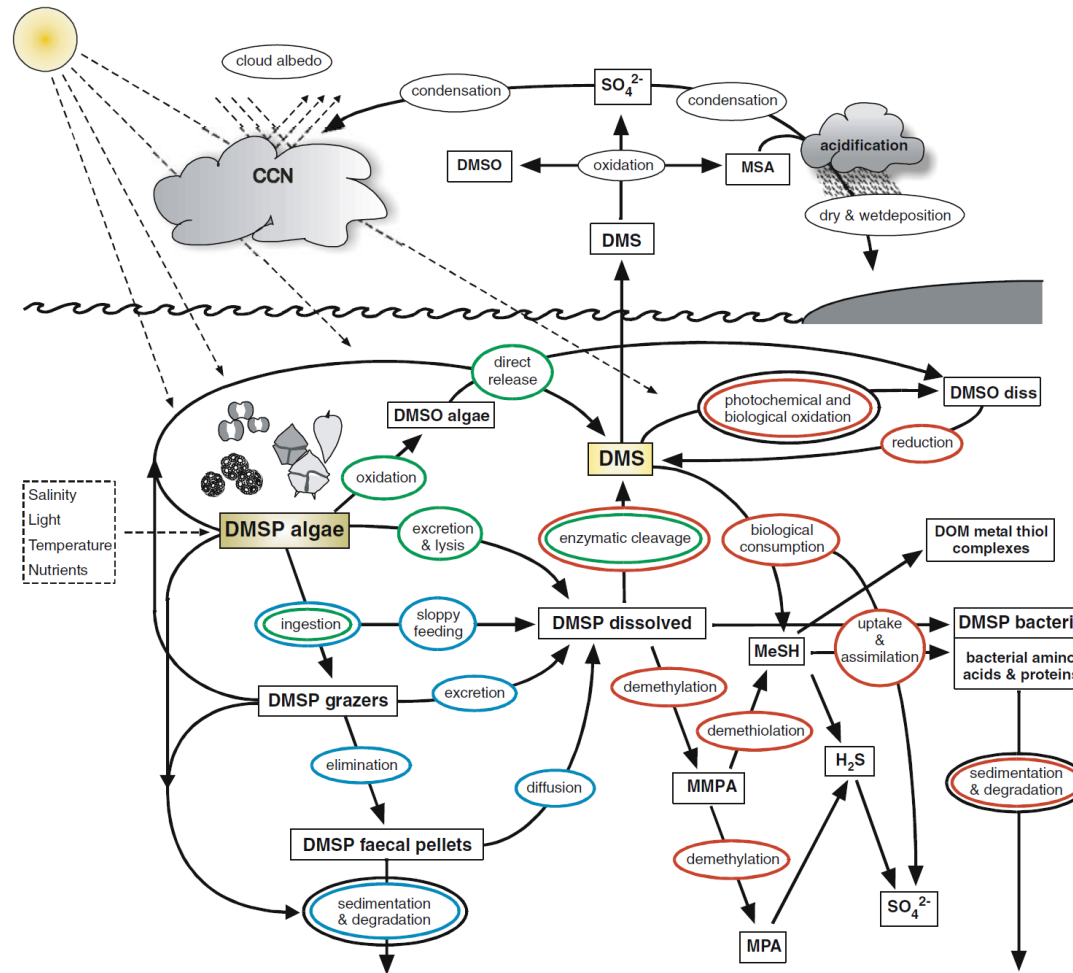 cloud albedo
condensation
SO₄²⁻
condensation
acidification
CCN
DMSO
oxidation
MSA
dry & wetdeposition
DMS
direct
release
DMSO algae
photochemical and
biological oxidation
DMSO diss
DMS
reduction
oxidation
Salinity
Light
Temperature
Nutrients
DMSP algae
excretion
& lysis
enzymatic cleavage
biological
consumption
DOM metal thiol
complexes
ingestion
sloppy
feeding
DMSP dissolved
MeSH
uptake
&
assimilation
DMSP bacteri
bacterial amino
acids & proteins
DMSP grazers
excretion
demethylation
demethiolation
elimination
diffusion
MMPA
H₂S
sedimentation
& degradation
DMSP faecal pellets
demethylation
sedimentation
& degradation
MPA
SO₄²⁻